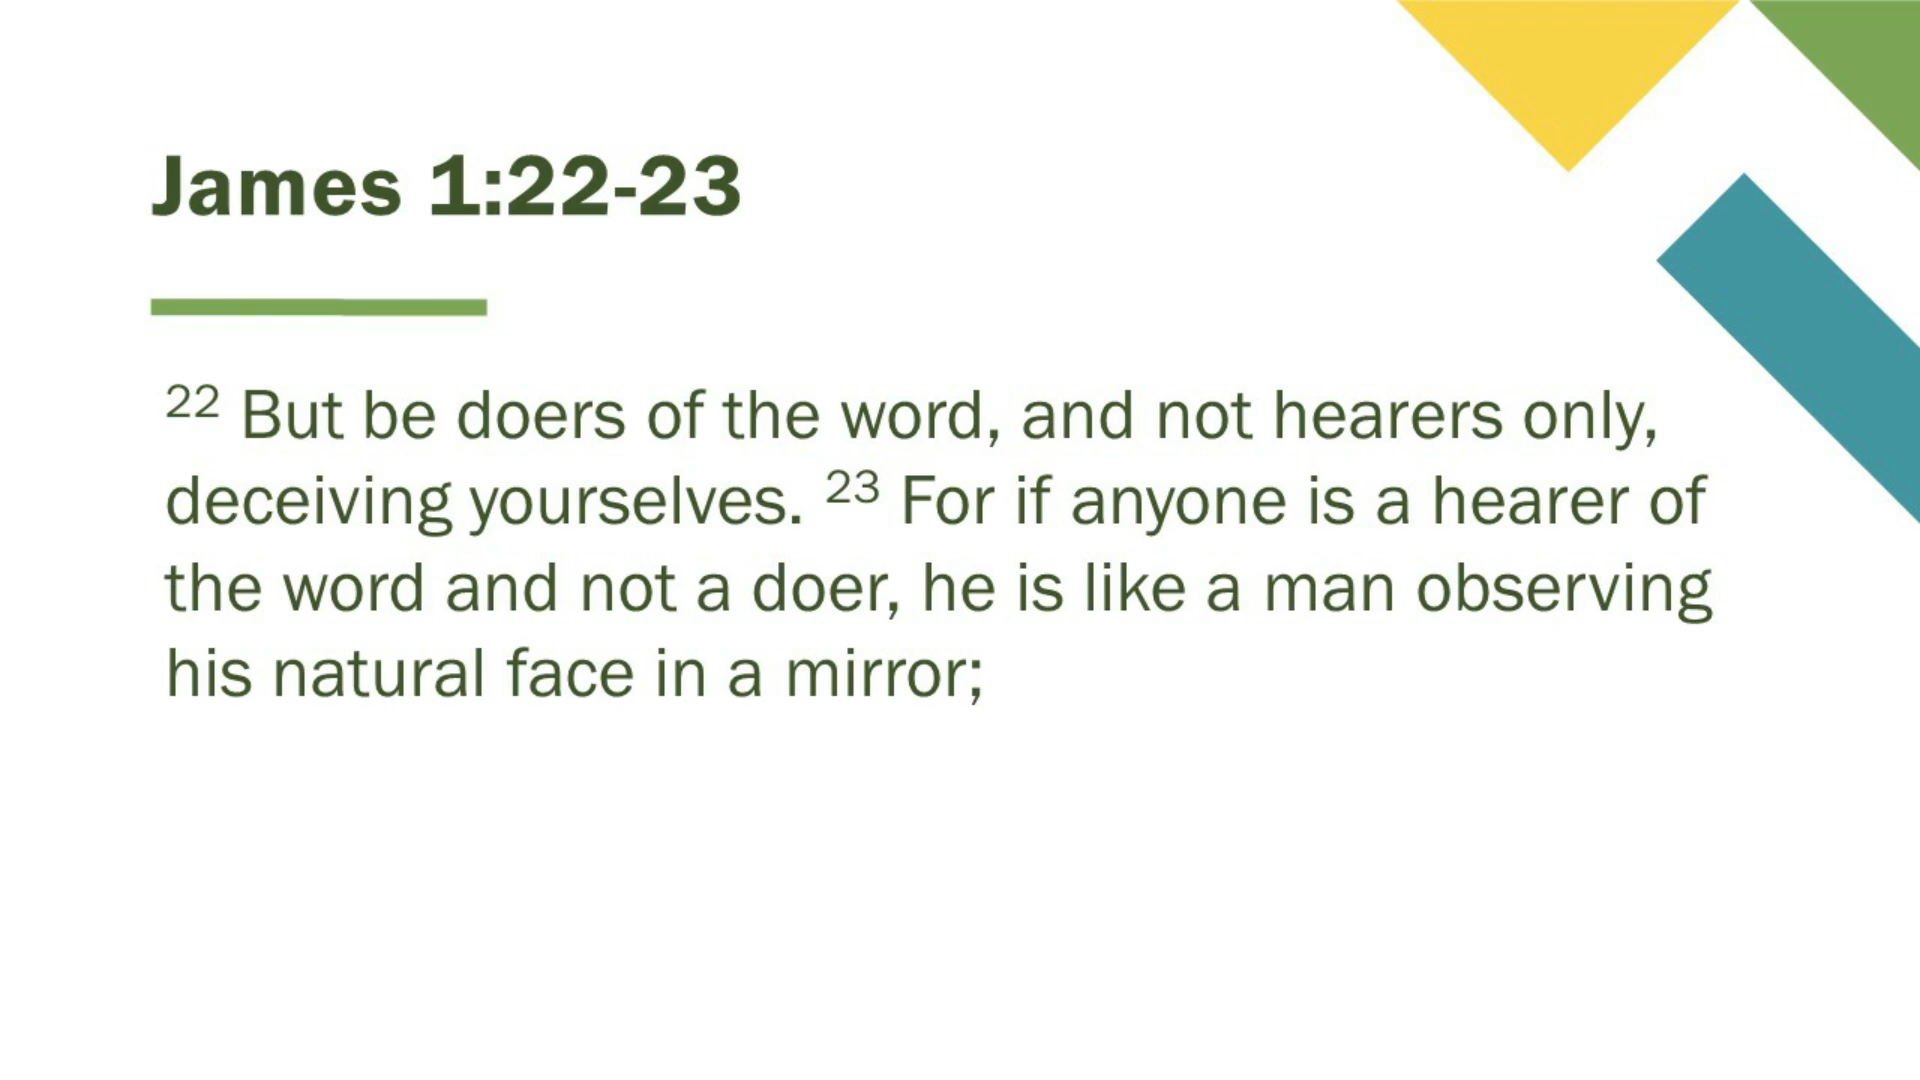 James 1:22-23
22 But be doers of the word, and not hearers only,
deceiving yourselves. 23 For if anyone is a hearer of
the word and not a doer, he is like a man observing
his natural face in a mirror;